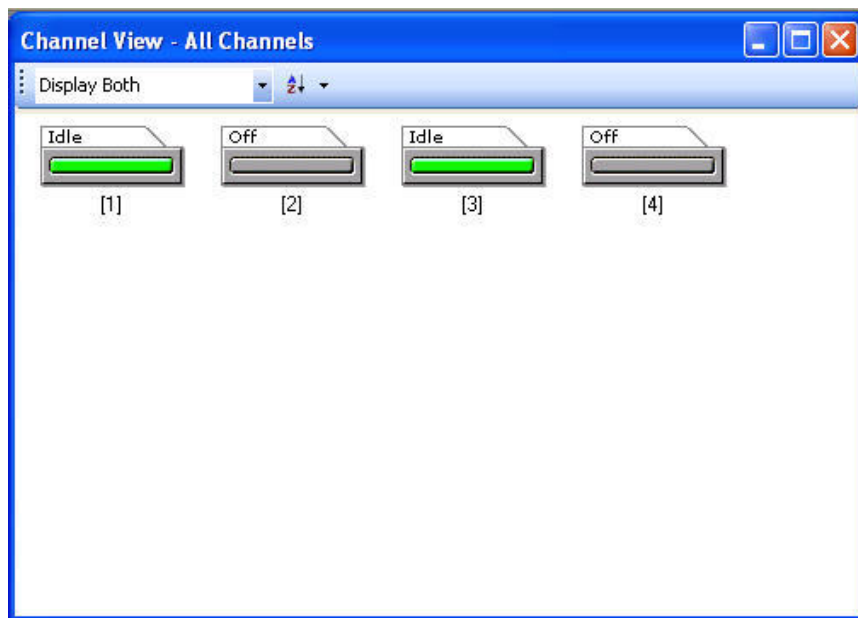 Channel View - All Channels
Display Both
Idle Off Idle Off
[1] [2] [3] [4]